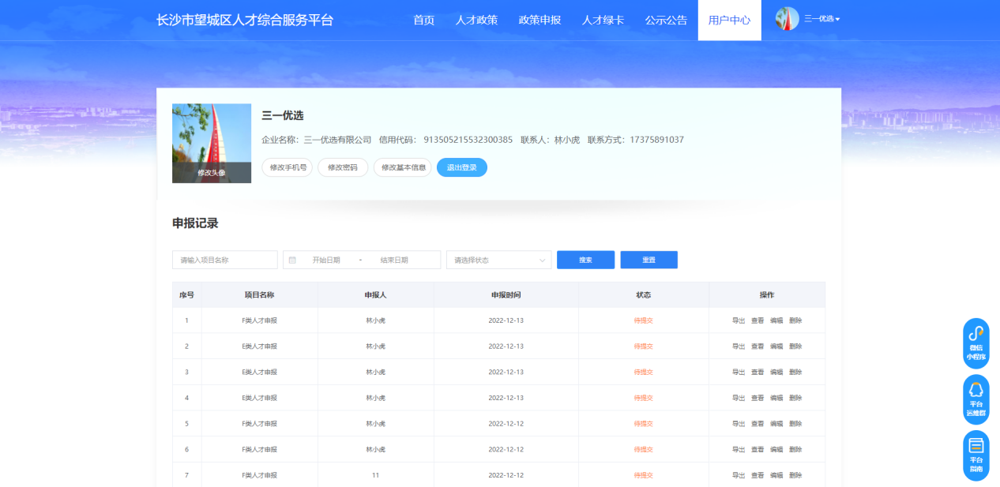 长沙市望城区人才综合服务平台 首页 人才政策 政策申报 人才绿卡 公示公告 用户中心 三一优选
三一优选
企业名称：三一优选有限公司 信用代码： 913505215532300385 联系人：林小虎 联系方式：17375891037
修改头像 修改手机号 修改密码 修改基本信息 退出登录
申报记录
请输入项目名称 开始日期 - 结束日期 请选择状态 搜索 重置
序号 项目名称 申报人 申报时间 状态 操作
1 F类人才申报 林小虎 2022-12-13 待提交 导出 查看 编辑 删除
2 E类人才申报 林小虎 2022-12-13 待提交 导出 查看 编辑 删除
3 E类人才申报 林小虎 2022-12-13 待提交 导出 查看 编辑 删除
4 E类人才申报 林小虎 2022-12-13 待提交 导出 查看 编辑 删除
5 F类人才申报 林小虎 2022-12-12 待提交 导出 查看 编辑 删除
6 F类人才申报 林小虎 2022-12-12 待提交 导出 查看 编辑 删除
7 F类人才申报 11 2022-12-12 待提交 导出 查看 编辑 删除
微信
小程序
平台
运维群
平台
指南